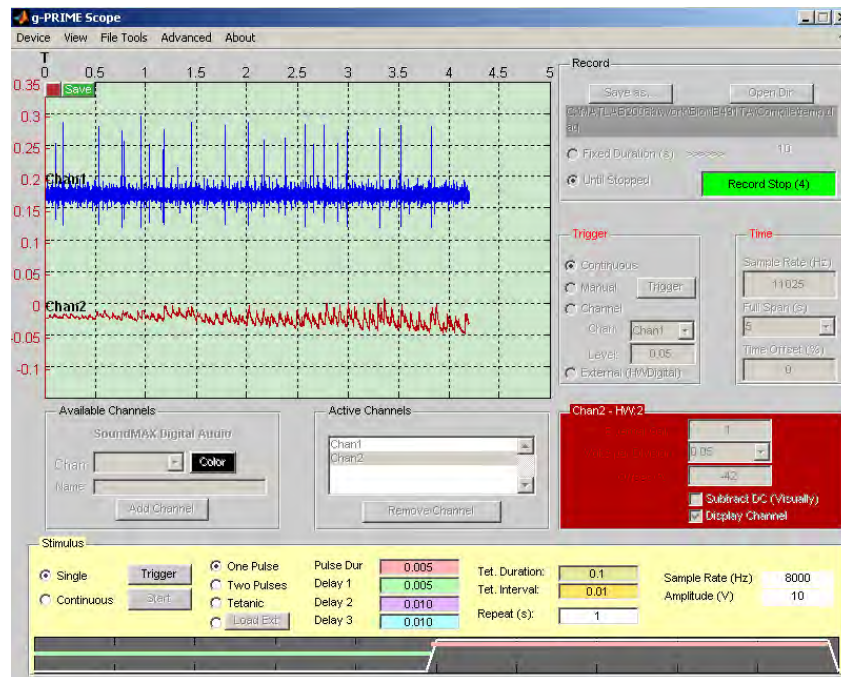 g-PRIME Scope
Device View File Tools Advanced About
T
0 0.5 1 1.5 2 2.5 3 3.5 4 4.5 5
0.35
Save
0.3
0.25
0.2
Chan1
0.15
0.1
0.05
0
Chan2
-0.05
-0.1
Record
Save as... Open Dir
Fixed Duration (s) >>>>> 10
Until Stopped
Record Stop (4)
Trigger
Continuous
Manual Trigger
Channel
Chan: Chan1
Level: 0.05
External (HWDigital)
Time
Sample Rate (Hz)
11025
Full Span (s)
5
Time Offset (%)
0
Available Channels
SoundMAX Digital Audio
Chan: Color
Name:
Add Channel
Active Channels
Chan1
Chan2
Remove Channel
Chan2 - HW:2
1
0.05
-42
Subtract DC (Visually)
Display Channel
Stimulus
Single Trigger
Continuous Start
One Pulse
Two Pulses
Tetanic
Load Ext
Pulse Dur 0.005
Delay 1 0.005
Delay 2 0.010
Delay 3 0.010
Tet. Duration: 0.1
Tet. Interval: 0.01
Repeat (s): 1
Sample Rate (Hz) 8000
Amplitude (V) 10